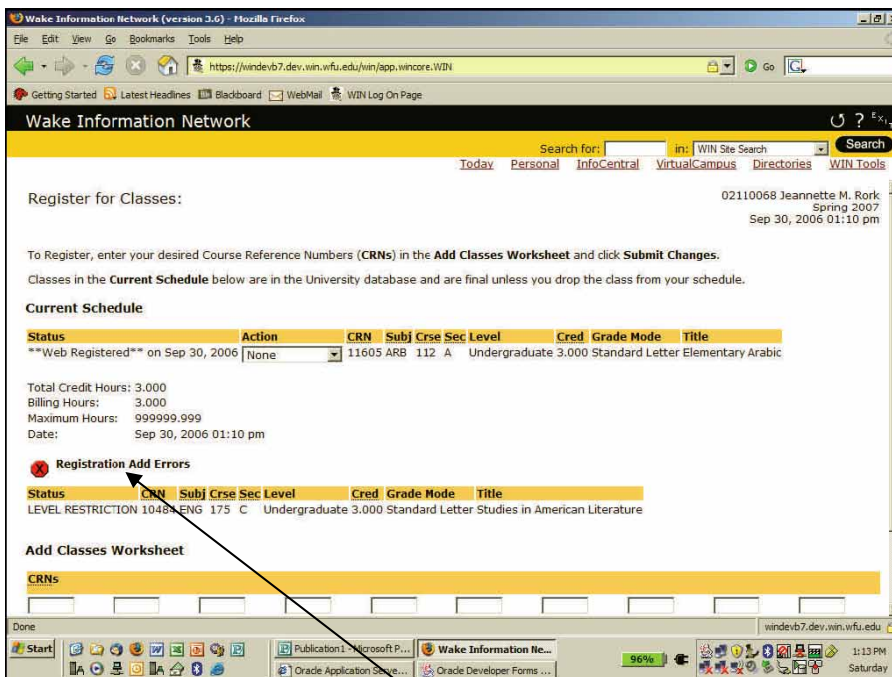 Wake Information Network (version 3.6) - Mozilla Firefox
File Edit View Go Bookmarks Tools Help
https://windevb7.dev.win.wfu.edu/win/app.wincore.WIN
Go
G
Getting Started Latest Headlines Blackboard WebMail WIN Log On Page
Wake Information Network
?
Search for: in: WIN Site Search Search
Today Personal InfoCentral VirtualCampus Directories WIN Tools
Register for Classes:
02110068 Jeannette M. Rork
Spring 2007
Sep 30, 2006 01:10 pm
To Register, enter your desired Course Reference Numbers (CRNs) in the Add Classes Worksheet and click Submit Changes.
Classes in the Current Schedule below are in the University database and are final unless you drop the class from your schedule.
Current Schedule
Status Action CRN Subj Crse Sec Level Cred Grade Mode Title
**Web Registered** on Sep 30, 2006 None 11605 ARB 112 A Undergraduate 3.000 Standard Letter Elementary Arabic
Total Credit Hours: 3.000
Billing Hours: 3.000
Maximum Hours: 999999.999
Date: Sep 30, 2006 01:10 pm
Registration Add Errors
Status CRN Subj Crse Sec Level Cred Grade Mode Title
LEVEL RESTRICTION 10484 ENG 175 C Undergraduate 3.000 Standard Letter Studies in American Literature
Add Classes Worksheet
CRNs
Done
windevb7.dev.win.wfu.edu
Start
Publication1 - Microsoft P... Wake Information Ne...
Oracle Application Serve... Oracle Developer Forms ...
96%
1:13 PM
Saturday